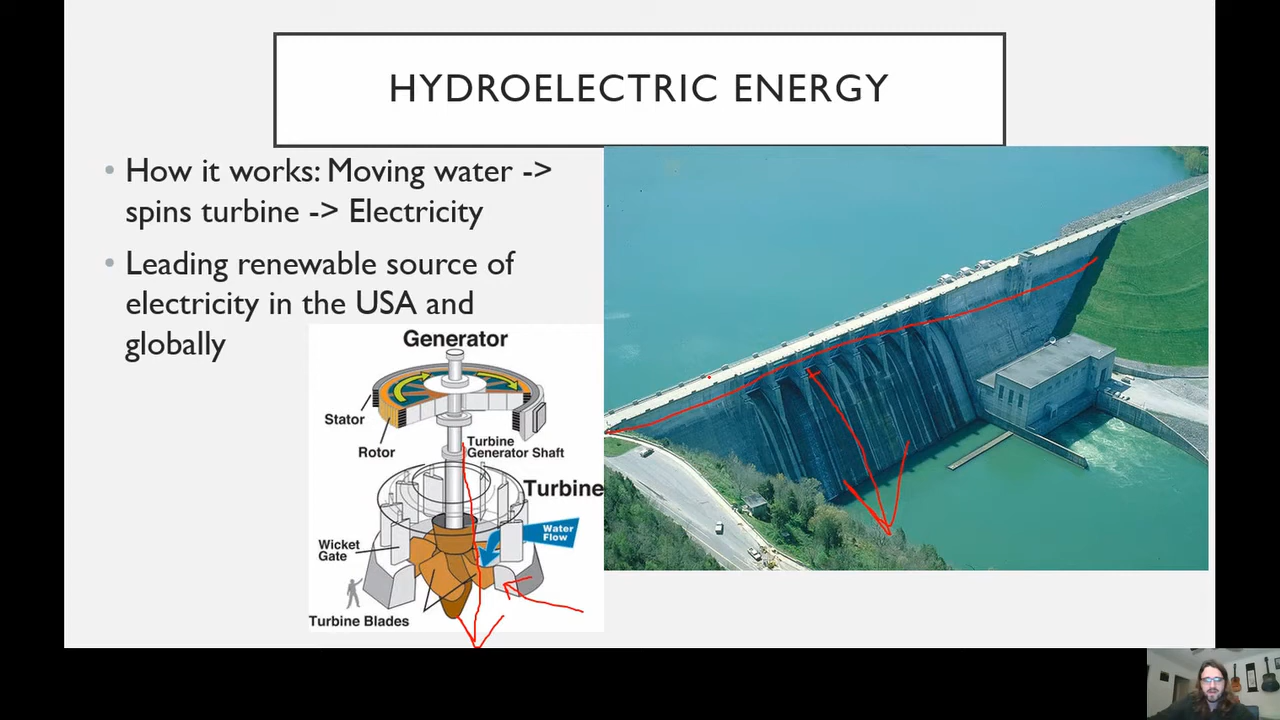 HYDROELECTRIC ENERGY
How it works: Moving water ->
spins turbine -> Electricity
Leading renewable source of
electricity in the USA and
globally
Generator
Stator
Rotor
Turbine
Generator Shaft
Turbine
Water
Flow
Wicket
Gate
Turbine Blades